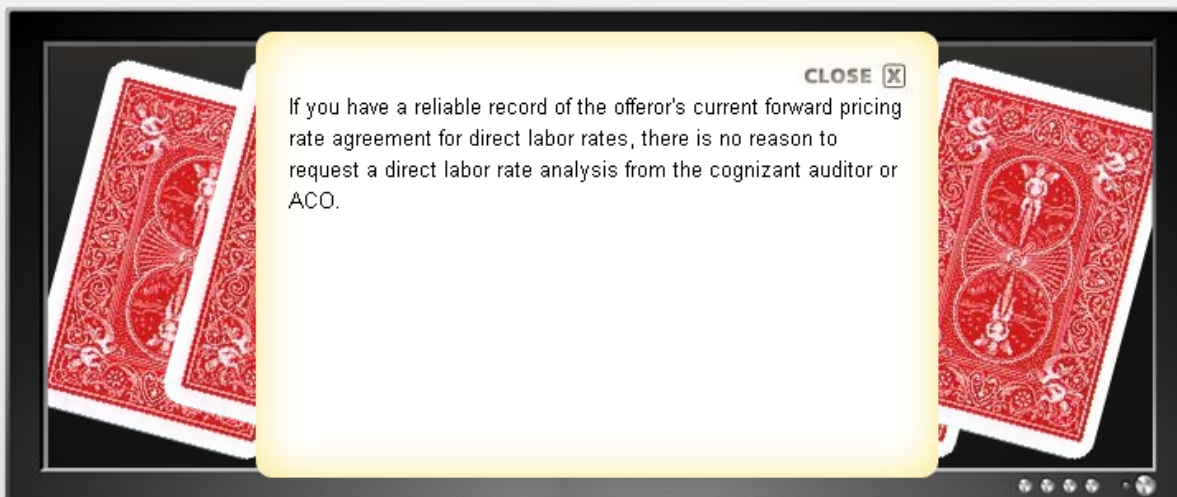 CLOSE X
If you have a reliable record of the offeror's current forward pricing
rate agreement for direct labor rates, there is no reason to
request a direct labor rate analysis from the cognizant auditor or
ACO.